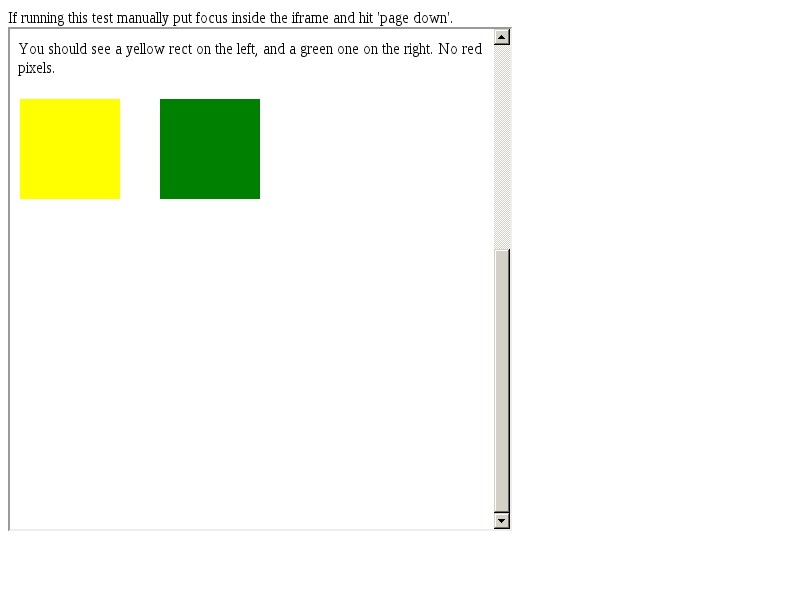 If running this test manually put focus inside the iframe and hit 'page down'.
You should see a yellow rect on the left, and a green one on the right. No red
pixels.